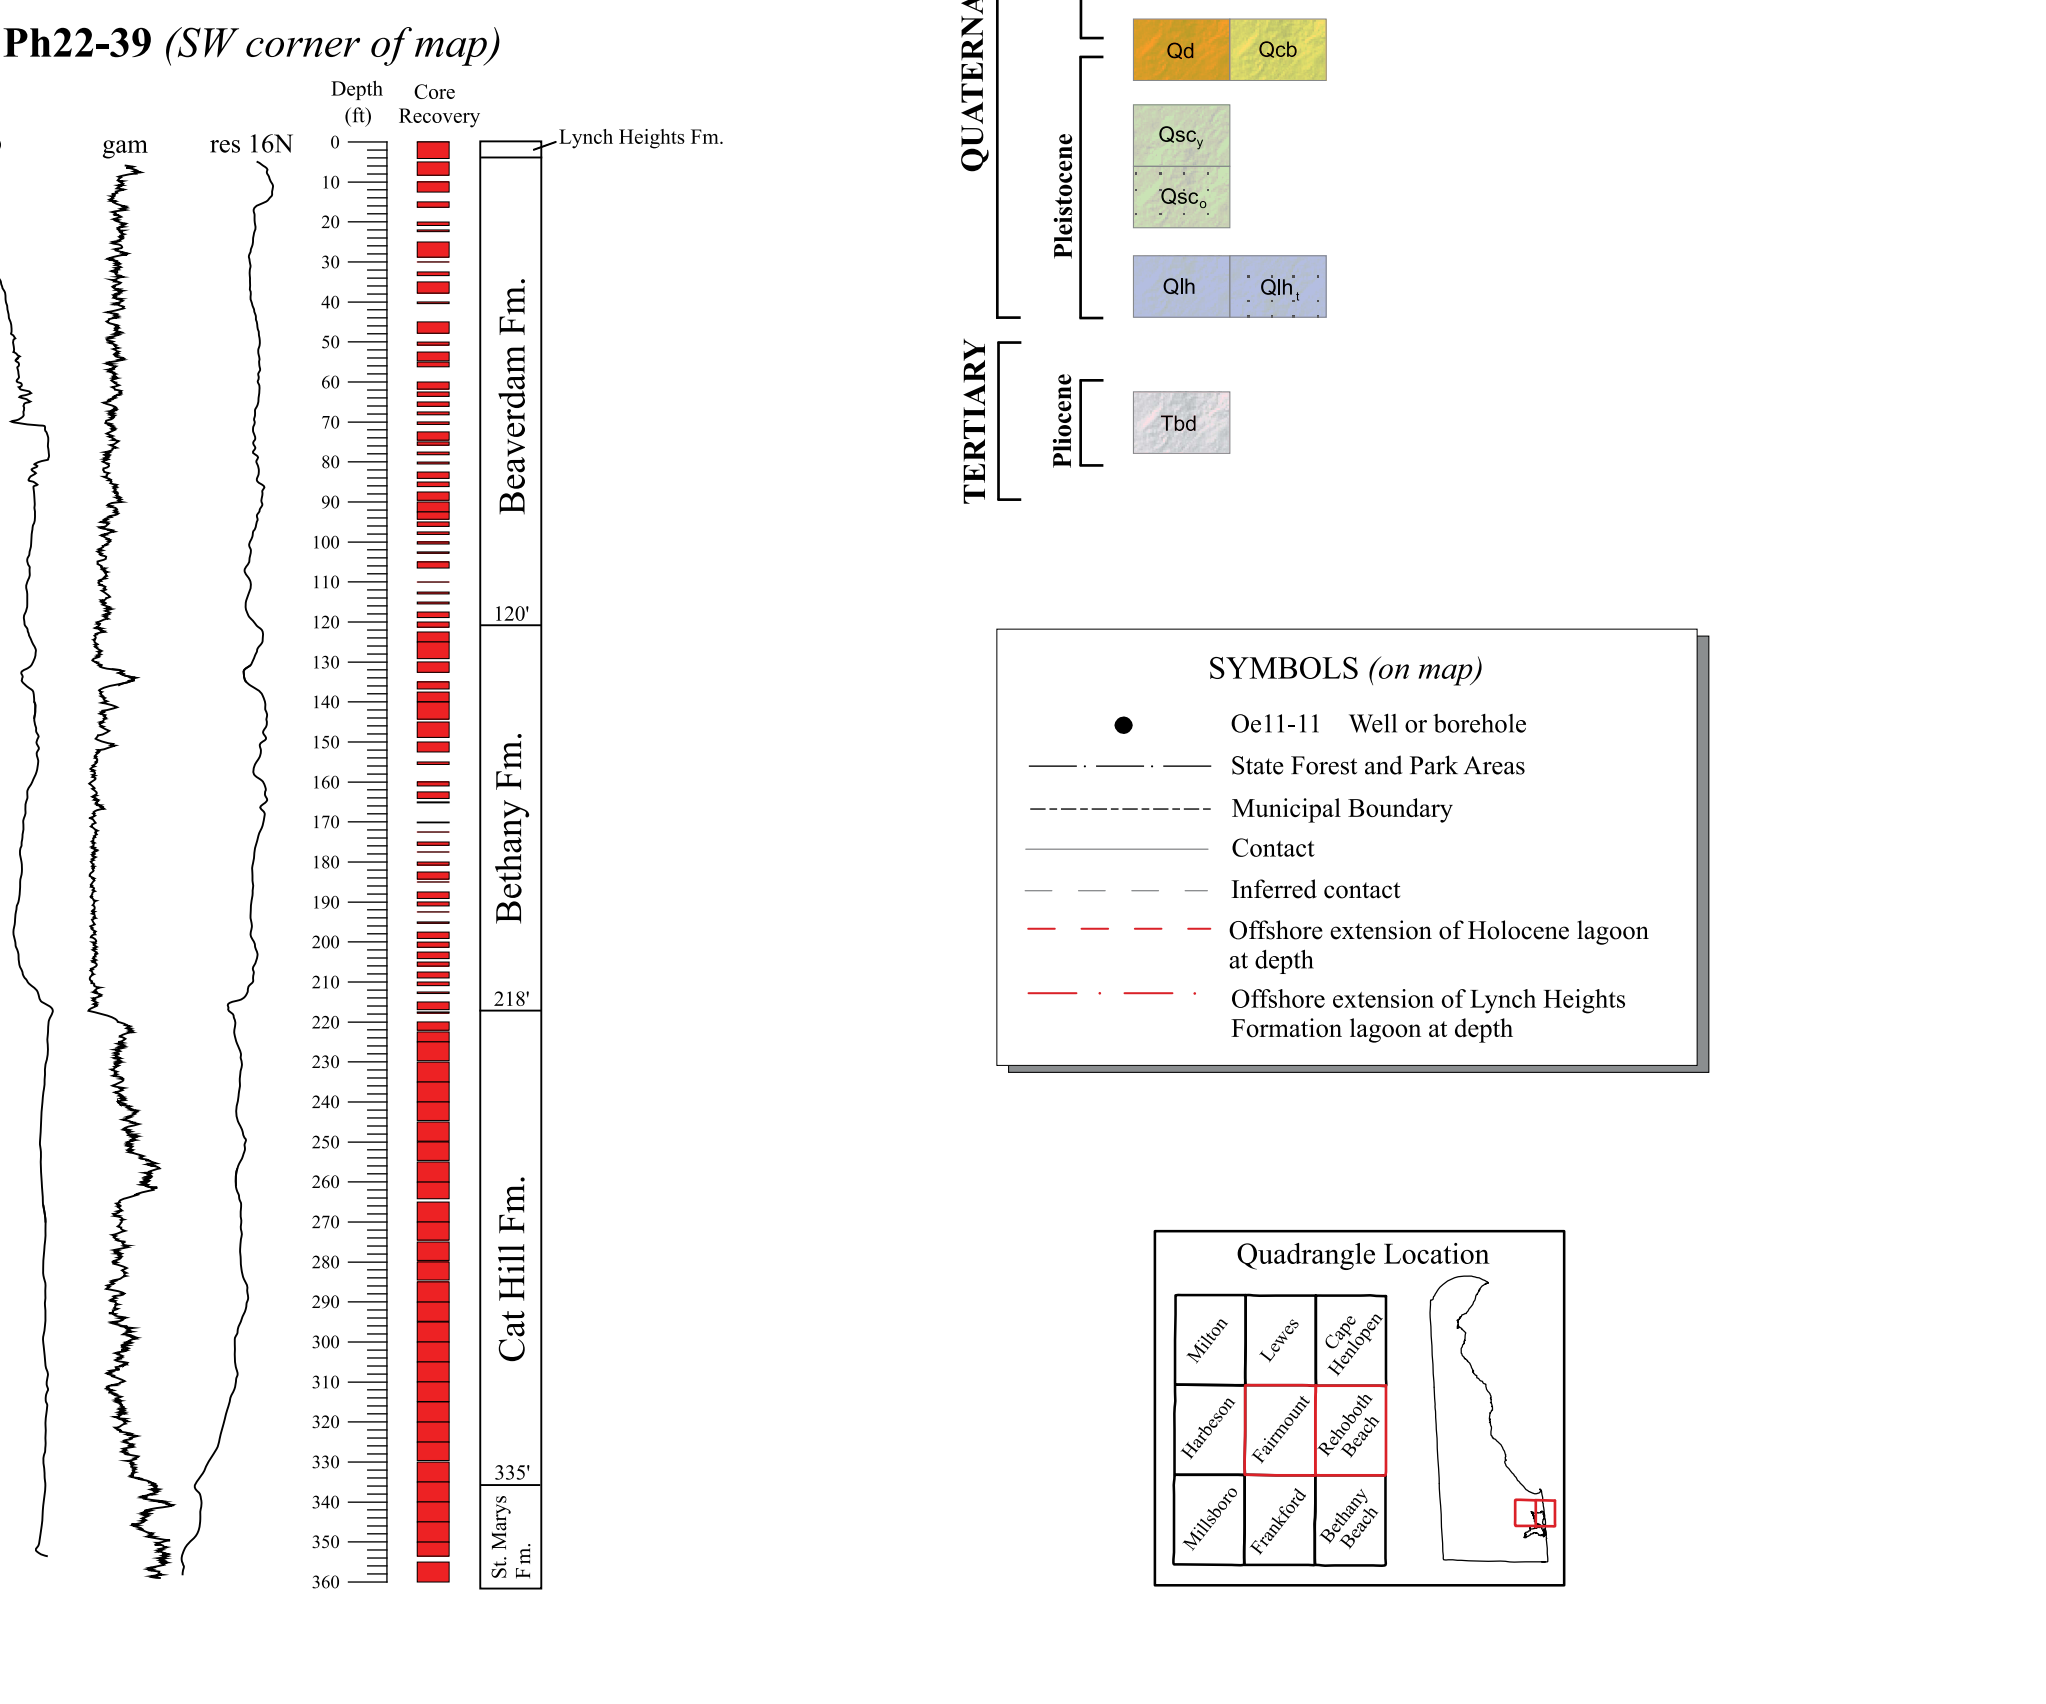 Ph22-39 (SW corner of map)
Depth
(ft)
Core
Recovery
gam
res 16N
Lynch Heights Fm.
0
10
20
30
40
50
60
70
80
90
100
110
120
130
140
150
160
170
180
190
200
210
220
230
240
250
260
270
280
290
300
310
320
330
340
350
360
Beaverdam Fm.
120'
Bethany Fm.
218'
Cat Hill Fm.
335'
St. Marys
Fm.
QUATERNA
Pleistocene
Qd
Qcb
Qscy
Qsco
Qlh
Qlht
TERTIARY
Pliocene
Tbd
SYMBOLS (on map)
Oe11-11 Well or borehole
State Forest and Park Areas
Municipal Boundary
Contact
Inferred contact
Offshore extension of Holocene lagoon
at depth
Offshore extension of Lynch Heights
Formation lagoon at depth
Quadrangle Location
Milton
Lewes
Cape
Henlopen
Harbeson
Fairmount
Rehoboth
Beach
Millsboro
Frankford
Bethany
Beach